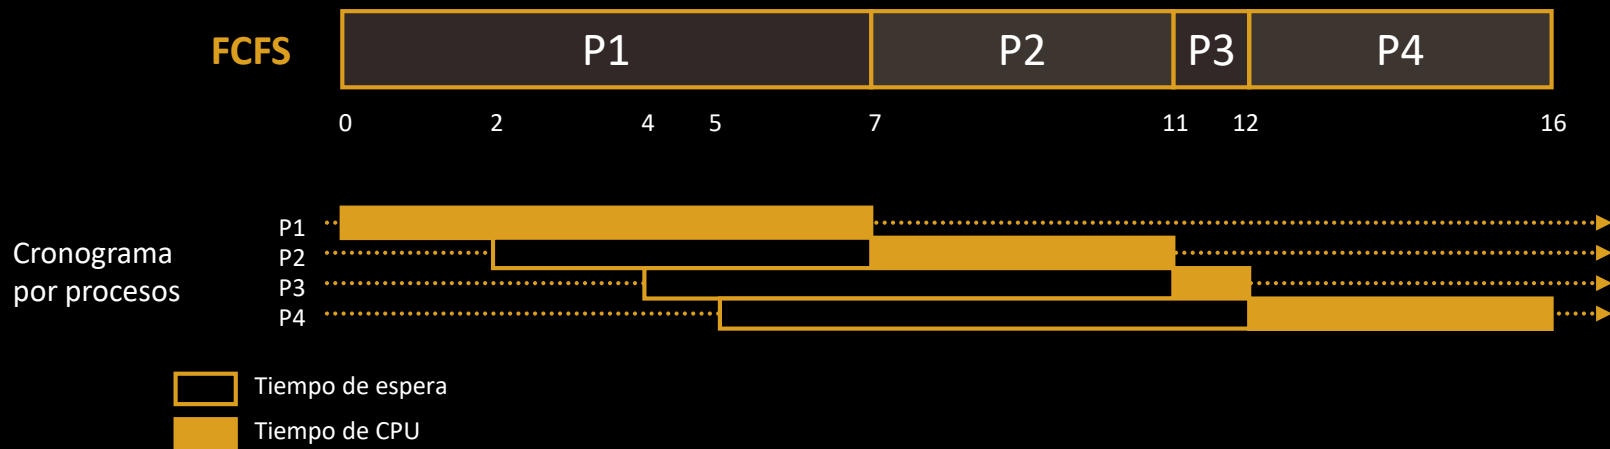 FCFS P1 P2 P3 P4
0 2 4 5 7 11 12 16
P1
Cronograma
por procesos
P2
P3
P4
Tiempo de espera
Tiempo de CPU